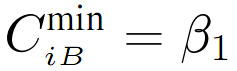 $C_{iB}^{\min} = \beta_1$